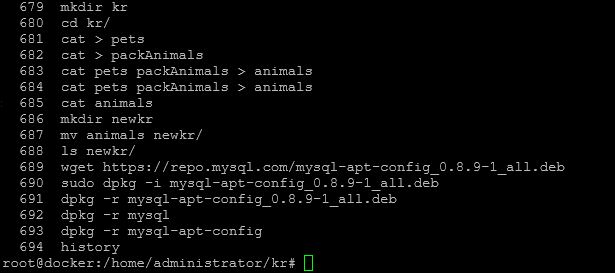 679 mkdir kr
680 cd kr/
681 cat > pets
682 cat > packAnimals
683 cat pets packAnimals > animals
684 cat pets packAnimals > animals
685 cat animals
686 mkdir newkr
687 mv animals newkr/
688 ls newkr/
689 wget https://repo.mysql.com/mysql-apt-config_0.8.9-1_all.deb
690 sudo dpkg -i mysql-apt-config_0.8.9-1_all.deb
691 dpkg -r mysql-apt-config_0.8.9-1_all.deb
692 dpkg -r mysql
693 dpkg -r mysql-apt-config
694 history
root@docker:/home/administrator/kr#